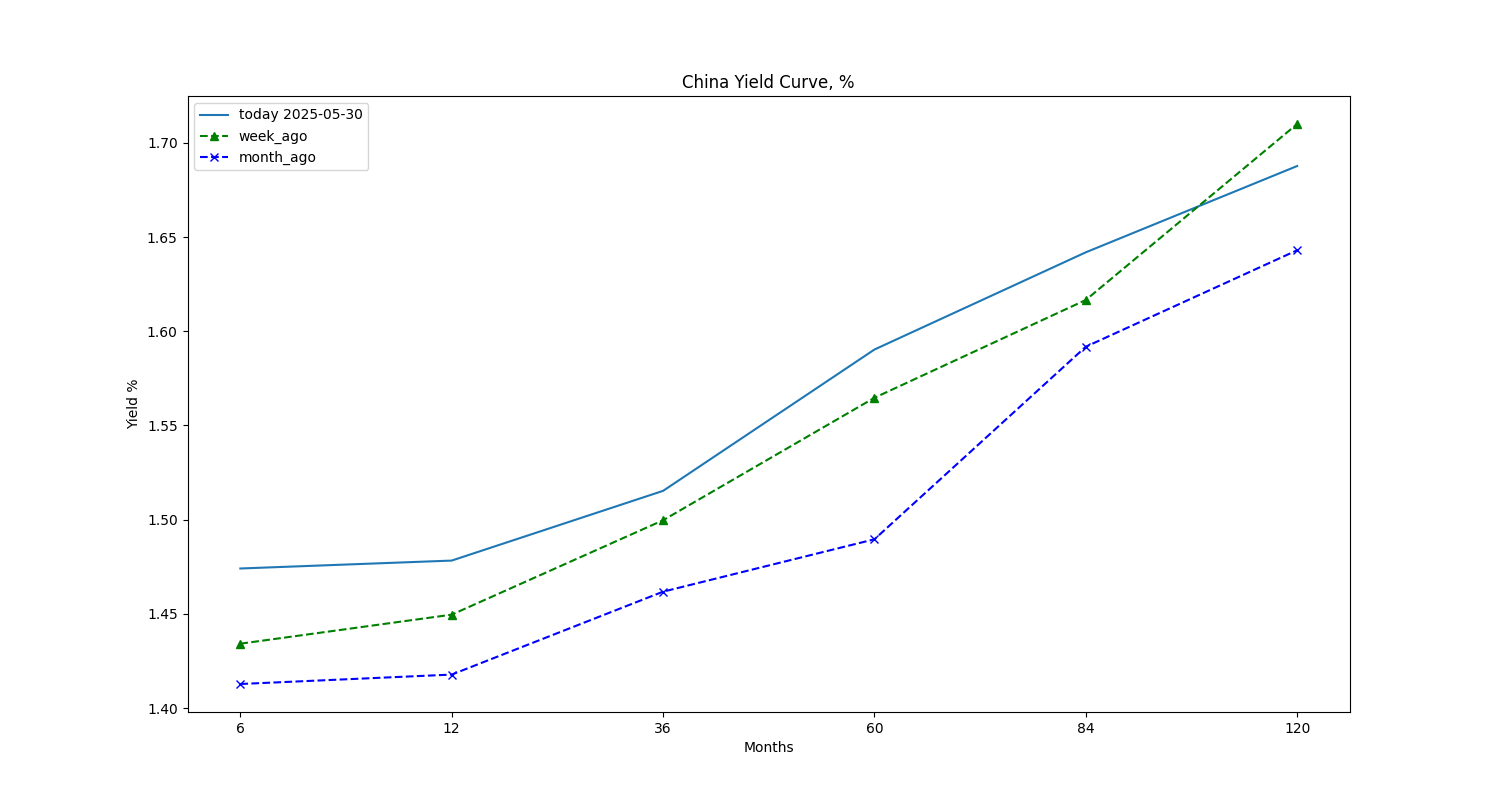 China Yield Curve, %
today 2025-05-30
week_ago
month_ago
1.70
1.65
1.60
1.55
1.50
1.45
1.40
Yield %
6 12 36 60 84 120
Months